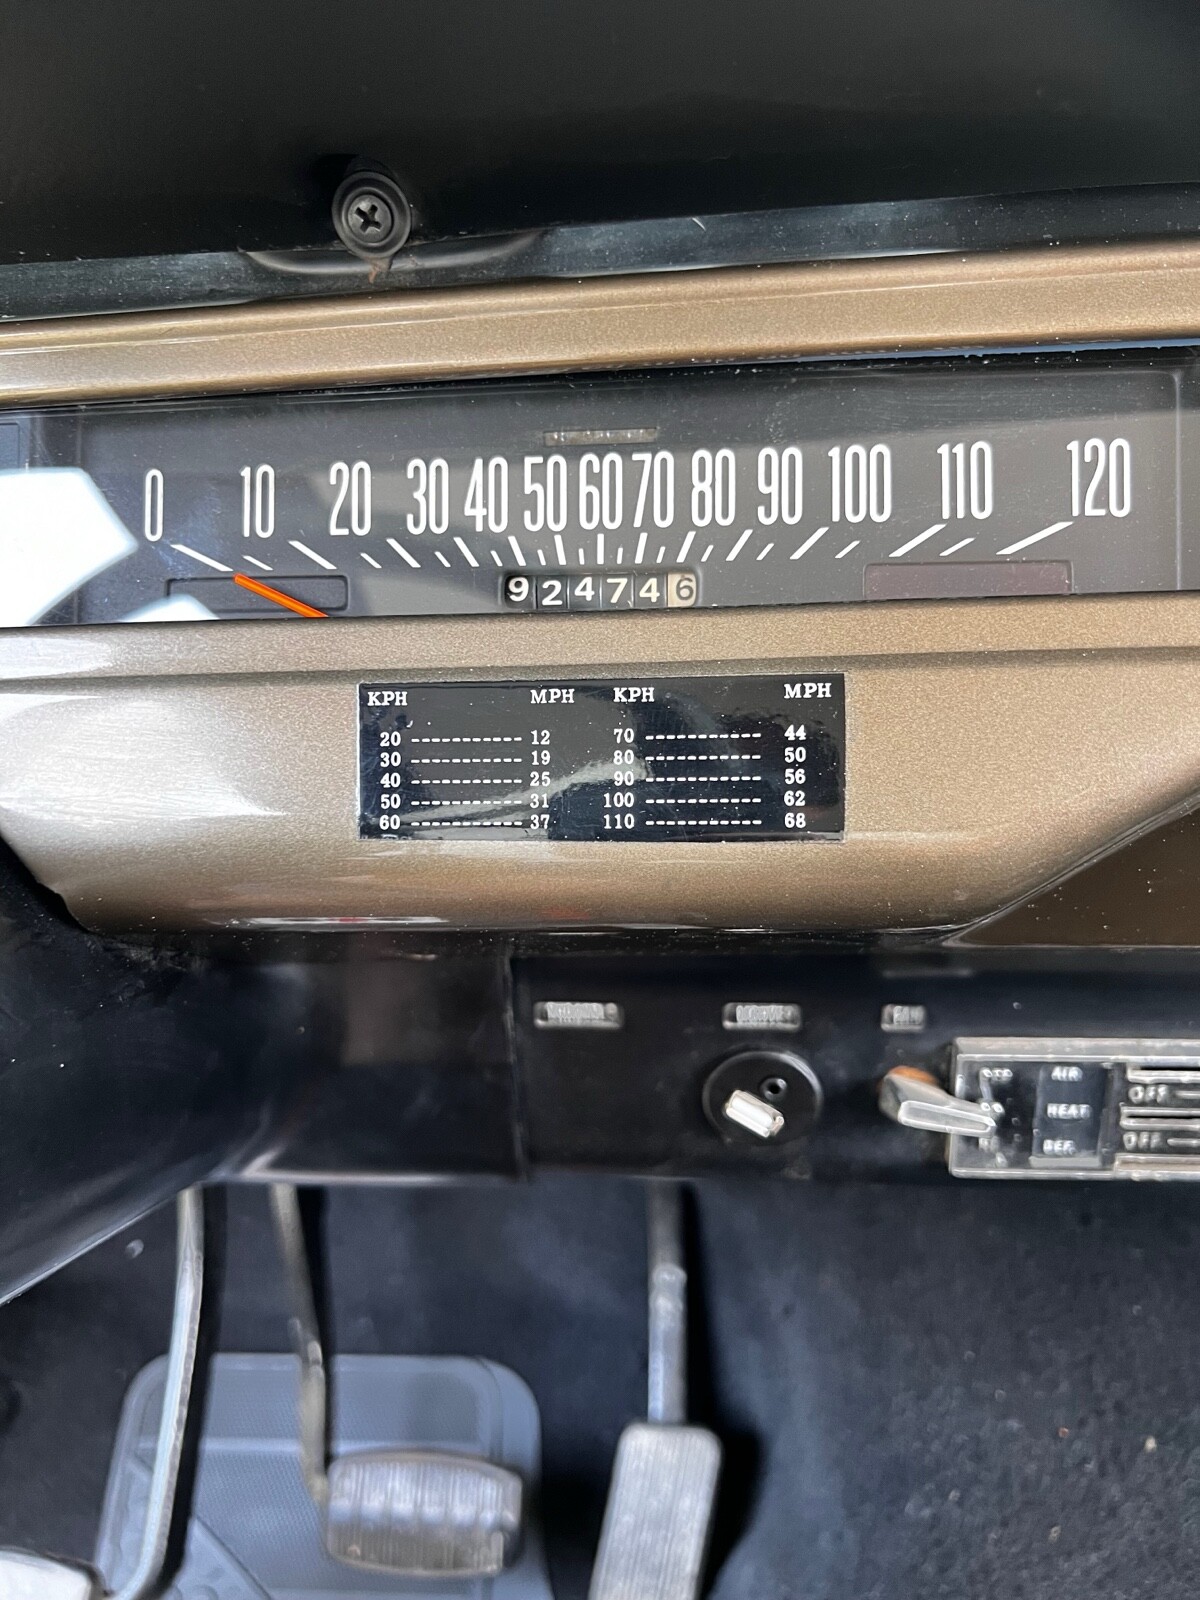 0 10 20 30 40 50 60 70 80 90 100 110 120
924746
KPH MPH KPH MPH
20 ----------- 12 70 ----------- 44
30 ----------- 19 80 ----------- 50
40 ----------- 25 90 ----------- 56
50 ----------- 31 100 ----------- 62
60 ----------- 37 110 ----------- 68
FAN
AIR
OFF
HEAT
DEF.
OFF